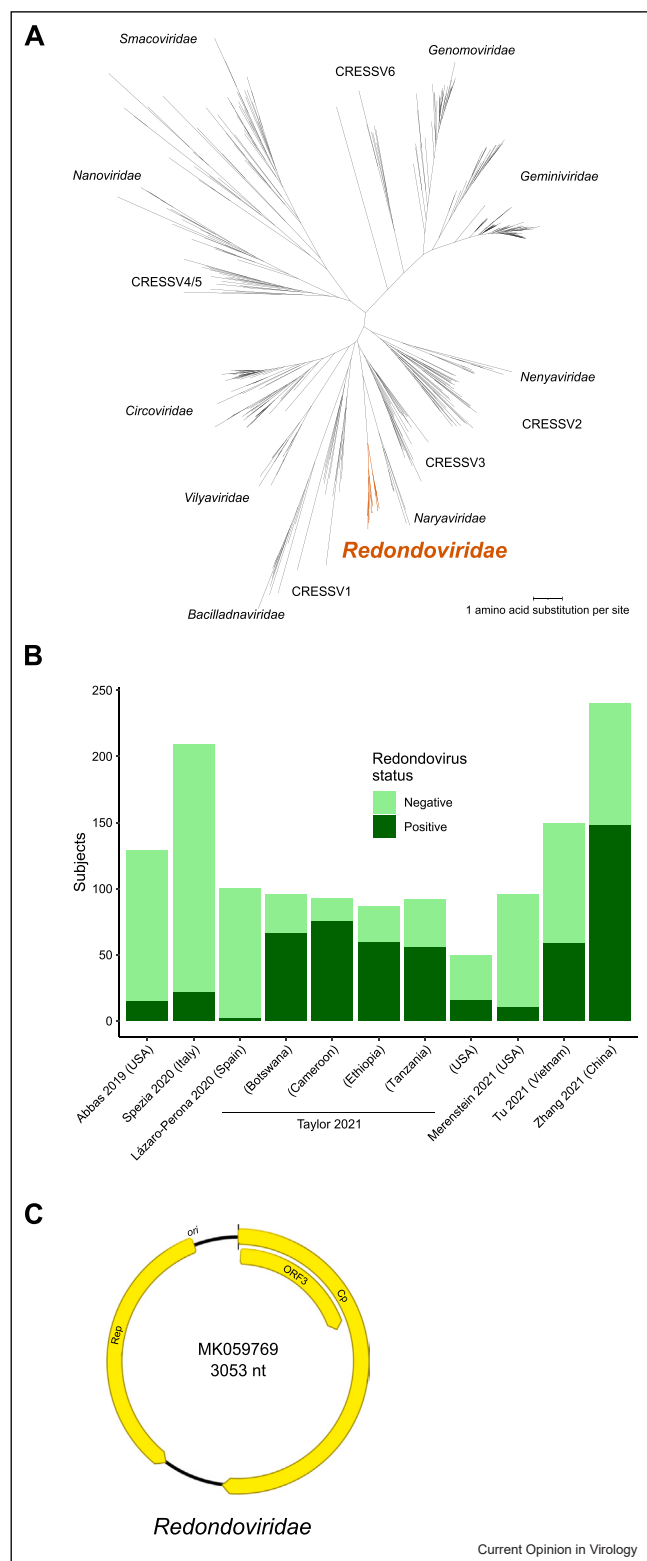 A
Smacoviridae
CRESSV6
Genomoviridae
Nanoviridae
Geminiviridae
CRESSV4/5
Circoviridae
Nenyaviridae
CRESSV2
CRESSV3
Vilyaviridae
Naryaviridae
Redondoviridae
CRESSV1
Bacilladnaviridae
1 amino acid substitution per site
B
250
200
150
100
50
0
Subjects
Redondovirus
status
Negative
Positive
Abbas 2019 (USA)
Spezia 2020 (Italy)
Lázaro-Perona 2020 (Spain)
(Botswana)
(Cameroon)
(Ethiopia)
(Tanzania)
(USA)
Merenstein 2021 (USA)
Tu 2021 (Vietnam)
Zhang 2021 (China)
Taylor 2021
C
ori
ORF3
Cp
Rep
MK059769
3053 nt
Redondoviridae
Current Opinion in Virology